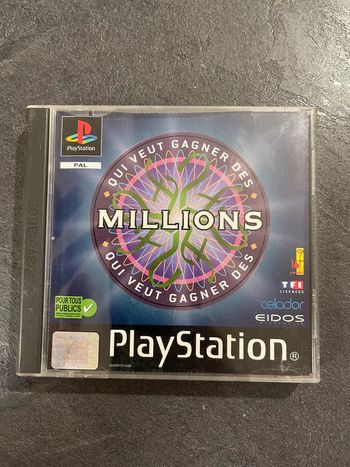 PlayStation
PAL
QUI VEUT GAGNER DES
MILLIONS
QUI VEUT GAGNER DES
TF1
LICENCES
celador
EIDOS
POUR TOUS
PUBLICS
PlayStation®